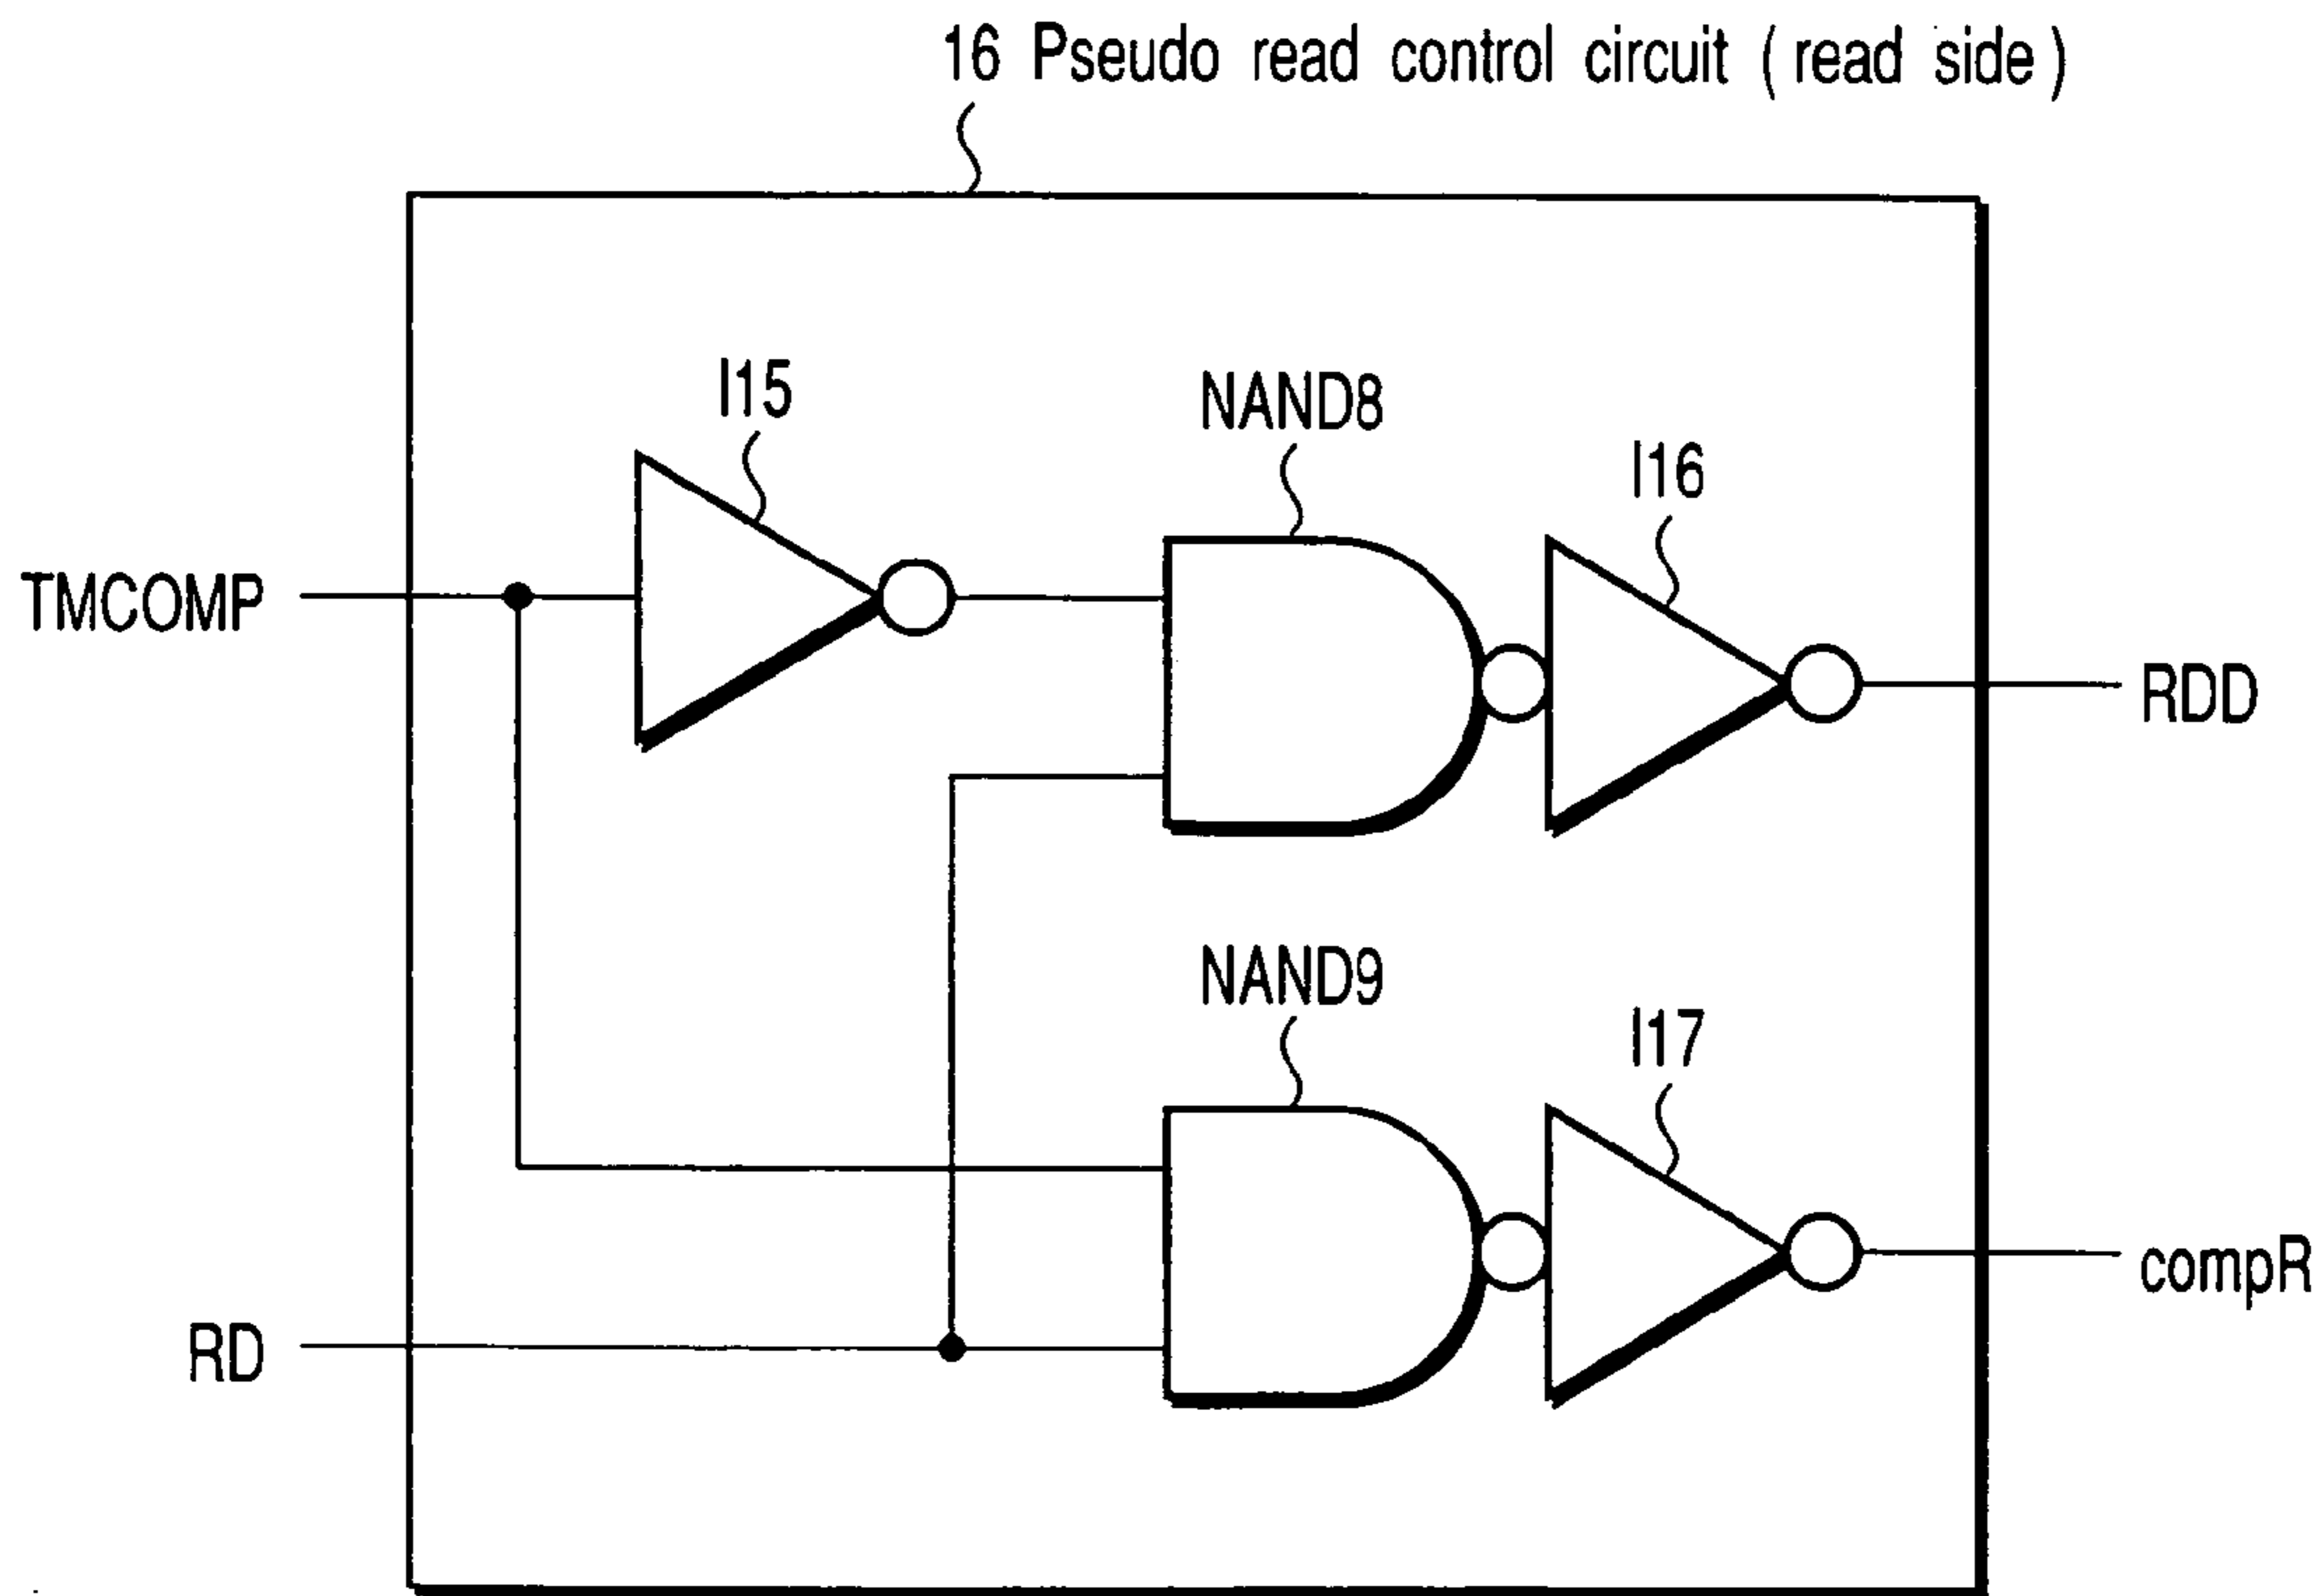 16 Pseudo read control circuit (read side)
I15
NAND8
I16
TMCOMP
RDD
NAND9
I17
compR
RD